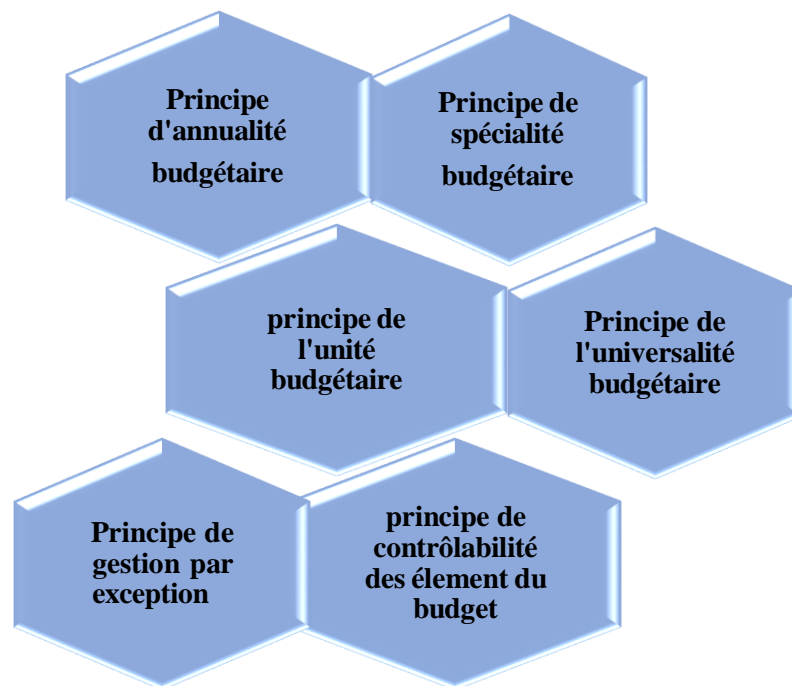 Principe
d'annualité
budgétaire
Principe de
spécialité
budgétaire
principe de
l'unité
budgétaire
Principe de
l'universalité
budgétaire
Principe de
gestion par
exception
principe de
contrôlabilité
des élement du
budget